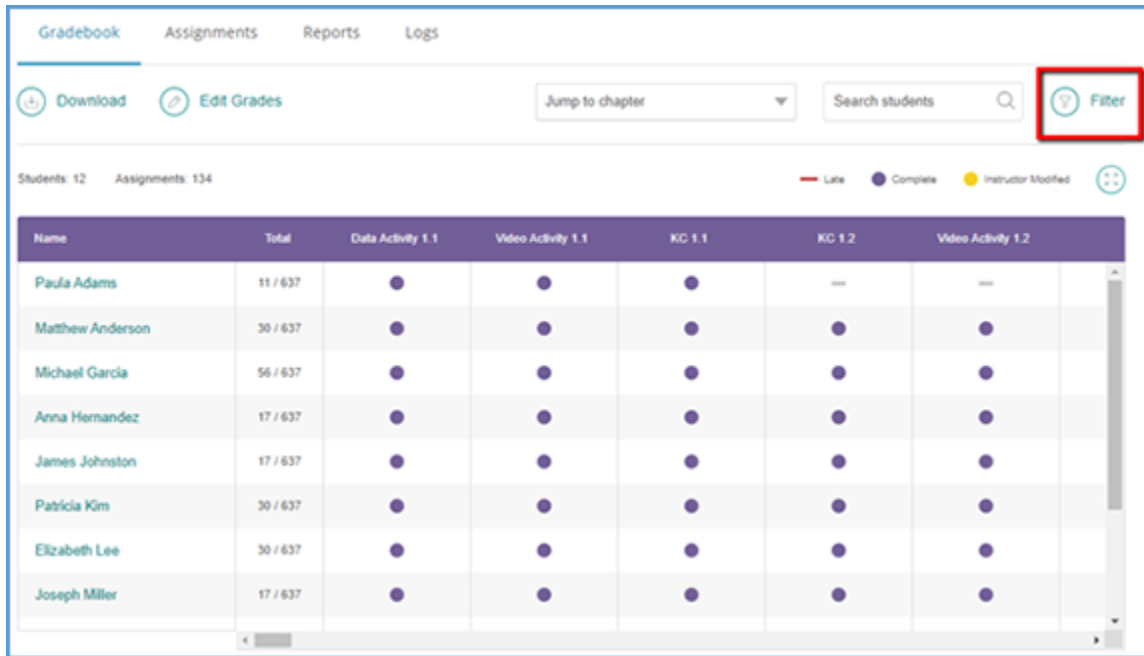 Gradebook Assignments Reports Logs
Download Edit Grades Jump to chapter Search students Filter
Students: 12 Assignments: 134 Late Complete Instructor Modified
Name Total Data Activity 1.1 Video Activity 1.1 KC 1.1 KC 1.2 Video Activity 1.2
Paula Adams 11 / 637
Matthew Anderson 30 / 637
Michael Garcia 56 / 637
Anna Hernandez 17 / 637
James Johnston 17 / 637
Patricia Kim 30 / 637
Elizabeth Lee 30 / 637
Joseph Miller 17 / 637